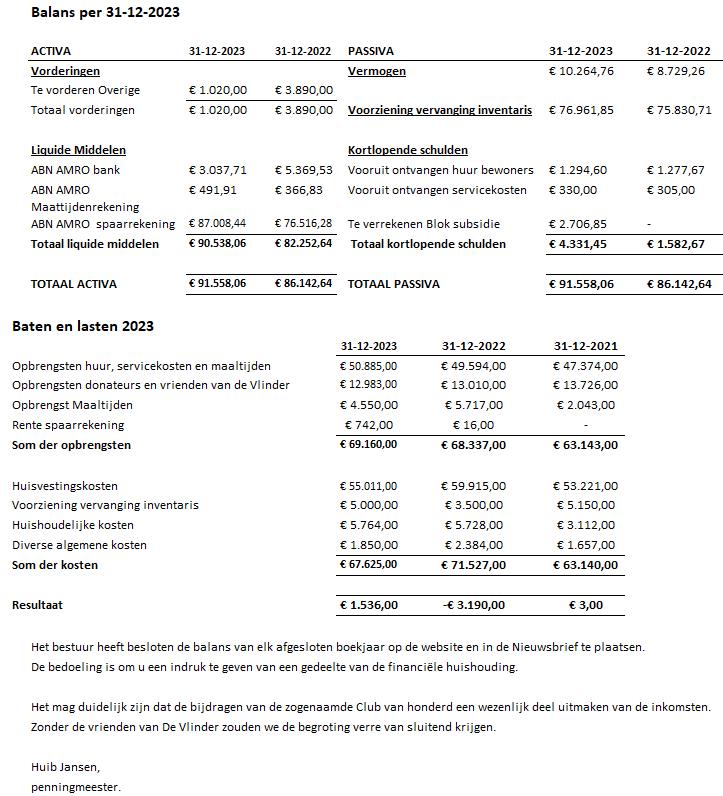 Balans per 31-12-2023
ACTIVA 31-12-2023 31-12-2022 PASSIVA 31-12-2023 31-12-2022
Vorderingen Vermogen € 10.264,76 € 8.729,26
Te vorderen Overige € 1.020,00 € 3.890,00
Totaal vorderingen € 1.020,00 € 3.890,00 Voorziening vervanging inventaris € 76.961,85 € 75.830,71
Liquide Middelen Kortlopende schulden
ABN AMRO bank € 3.037,71 € 5.369,53 Vooruit ontvangen huur bewoners € 1.294,60 € 1.277,67
ABN AMRO € 491,91 € 366,83 Vooruit ontvangen servicekosten € 330,00 € 305,00
Maattijdenrekening
ABN AMRO spaarrekening € 87.008,44 € 76.516,28 Te verrekenen Blok subsidie € 2.706,85 -
Totaal liquide middelen € 90.538,06 € 82.252,64 Totaal kortlopende schulden € 4.331,45 € 1.582,67
TOTAAL ACTIVA € 91.558,06 € 86.142,64 TOTAAL PASSIVA € 91.558,06 € 86.142,64
Baten en lasten 2023
31-12-2023 31-12-2022 31-12-2021
Opbrengsten huur, servicekosten en maaltijden € 50.885,00 € 49.594,00 € 47.374,00
Opbrengsten donateurs en vrienden van de Vlinder € 12.983,00 € 13.010,00 € 13.726,00
Opbrengst Maaltijden € 4.550,00 € 5.717,00 € 2.043,00
Rente spaarrekening € 742,00 € 16,00 -
Som der opbrengsten € 69.160,00 € 68.337,00 € 63.143,00
Huisvestingskosten € 55.011,00 € 59.915,00 € 53.221,00
Voorziening vervanging inventaris € 5.000,00 € 3.500,00 € 5.150,00
Huishoudelijke kosten € 5.764,00 € 5.728,00 € 3.112,00
Diverse algemene kosten € 1.850,00 € 2.384,00 € 1.657,00
Som der kosten € 67.625,00 € 71.527,00 € 63.140,00
Resultaat € 1.536,00 -€ 3.190,00 € 3,00
Het bestuur heeft besloten de balans van elk afgesloten boekjaar op de website en in de Nieuwsbrief te plaatsen.
De bedoeling is om u een indruk te geven van een gedeelte van de financiële huishouding.
Het mag duidelijk zijn dat de bijdragen van de zogenaamde Club van honderd een wezenlijk deel uitmaken van de inkomsten.
Zonder de vrienden van De Vlinder zouden we de begroting verre van sluitend krijgen.
Huib Jansen,
penningmeester.